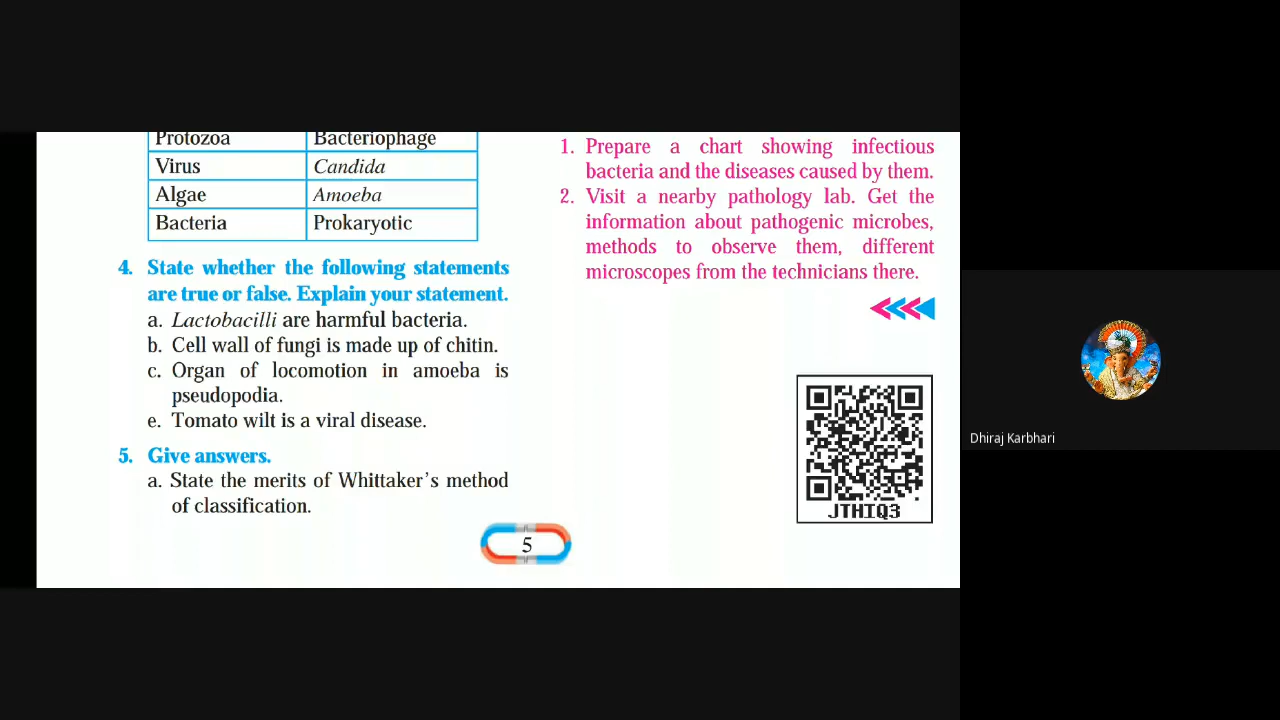 Protozoa Bacteriophage
Virus Candida
Algae Amoeba
Bacteria Prokaryotic
4. State whether the following statements
are true or false. Explain your statement.
a. Lactobacilli are harmful bacteria.
b. Cell wall of fungi is made up of chitin.
c. Organ of locomotion in amoeba is
pseudopodia.
e. Tomato wilt is a viral disease.
5. Give answers.
a. State the merits of Whittaker’s method
of classification.
1. Prepare a chart showing infectious
bacteria and the diseases caused by them.
2. Visit a nearby pathology lab. Get the
information about pathogenic microbes,
methods to observe them, different
microscopes from the technicians there.
JTHIQ3
5
Dhiraj Karbhari